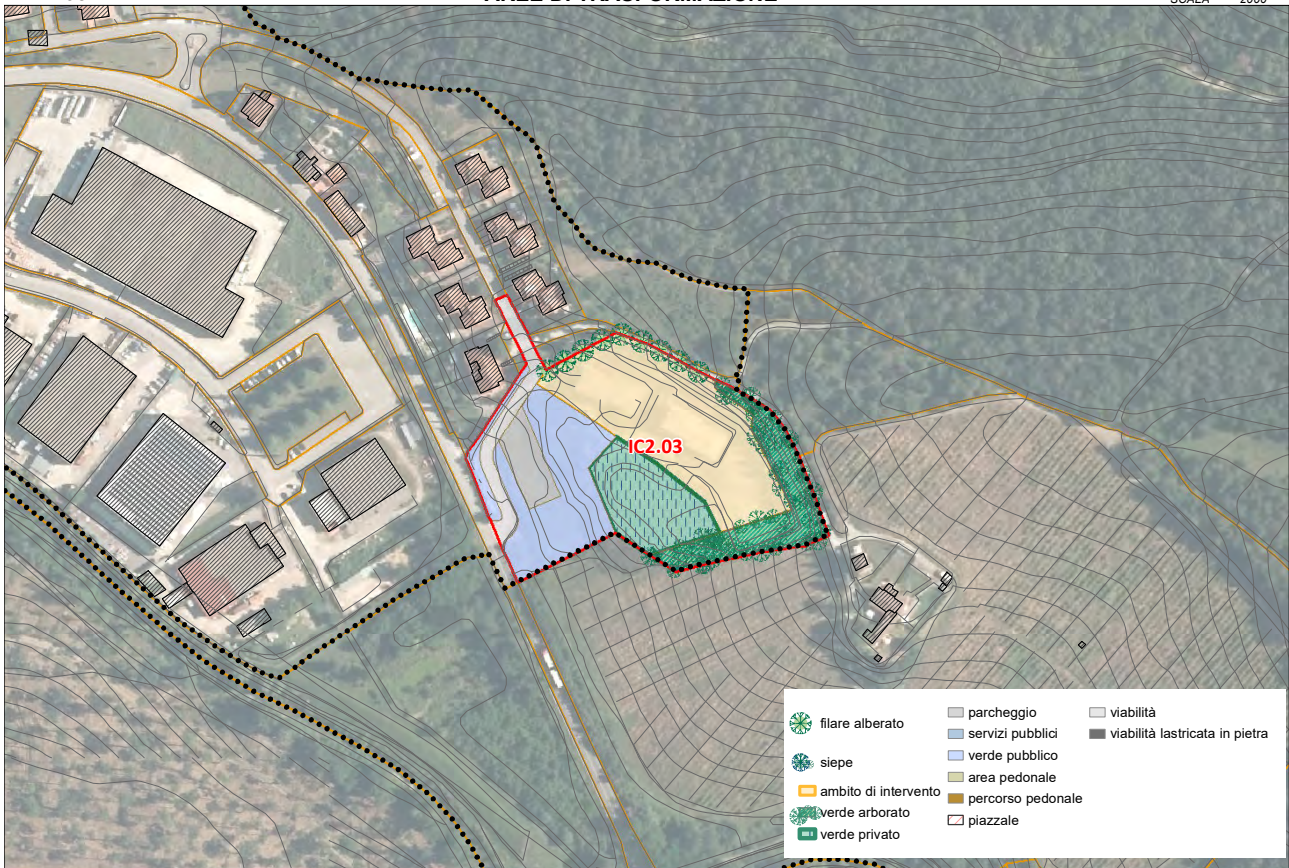 IC2.03
filare alberato
siepe
ambito di intervento
verde arborato
verde privato
parcheggio
servizi pubblici
verde pubblico
area pedonale
percorso pedonale
piazzale
viabilità
viabilità lastricata in pietra